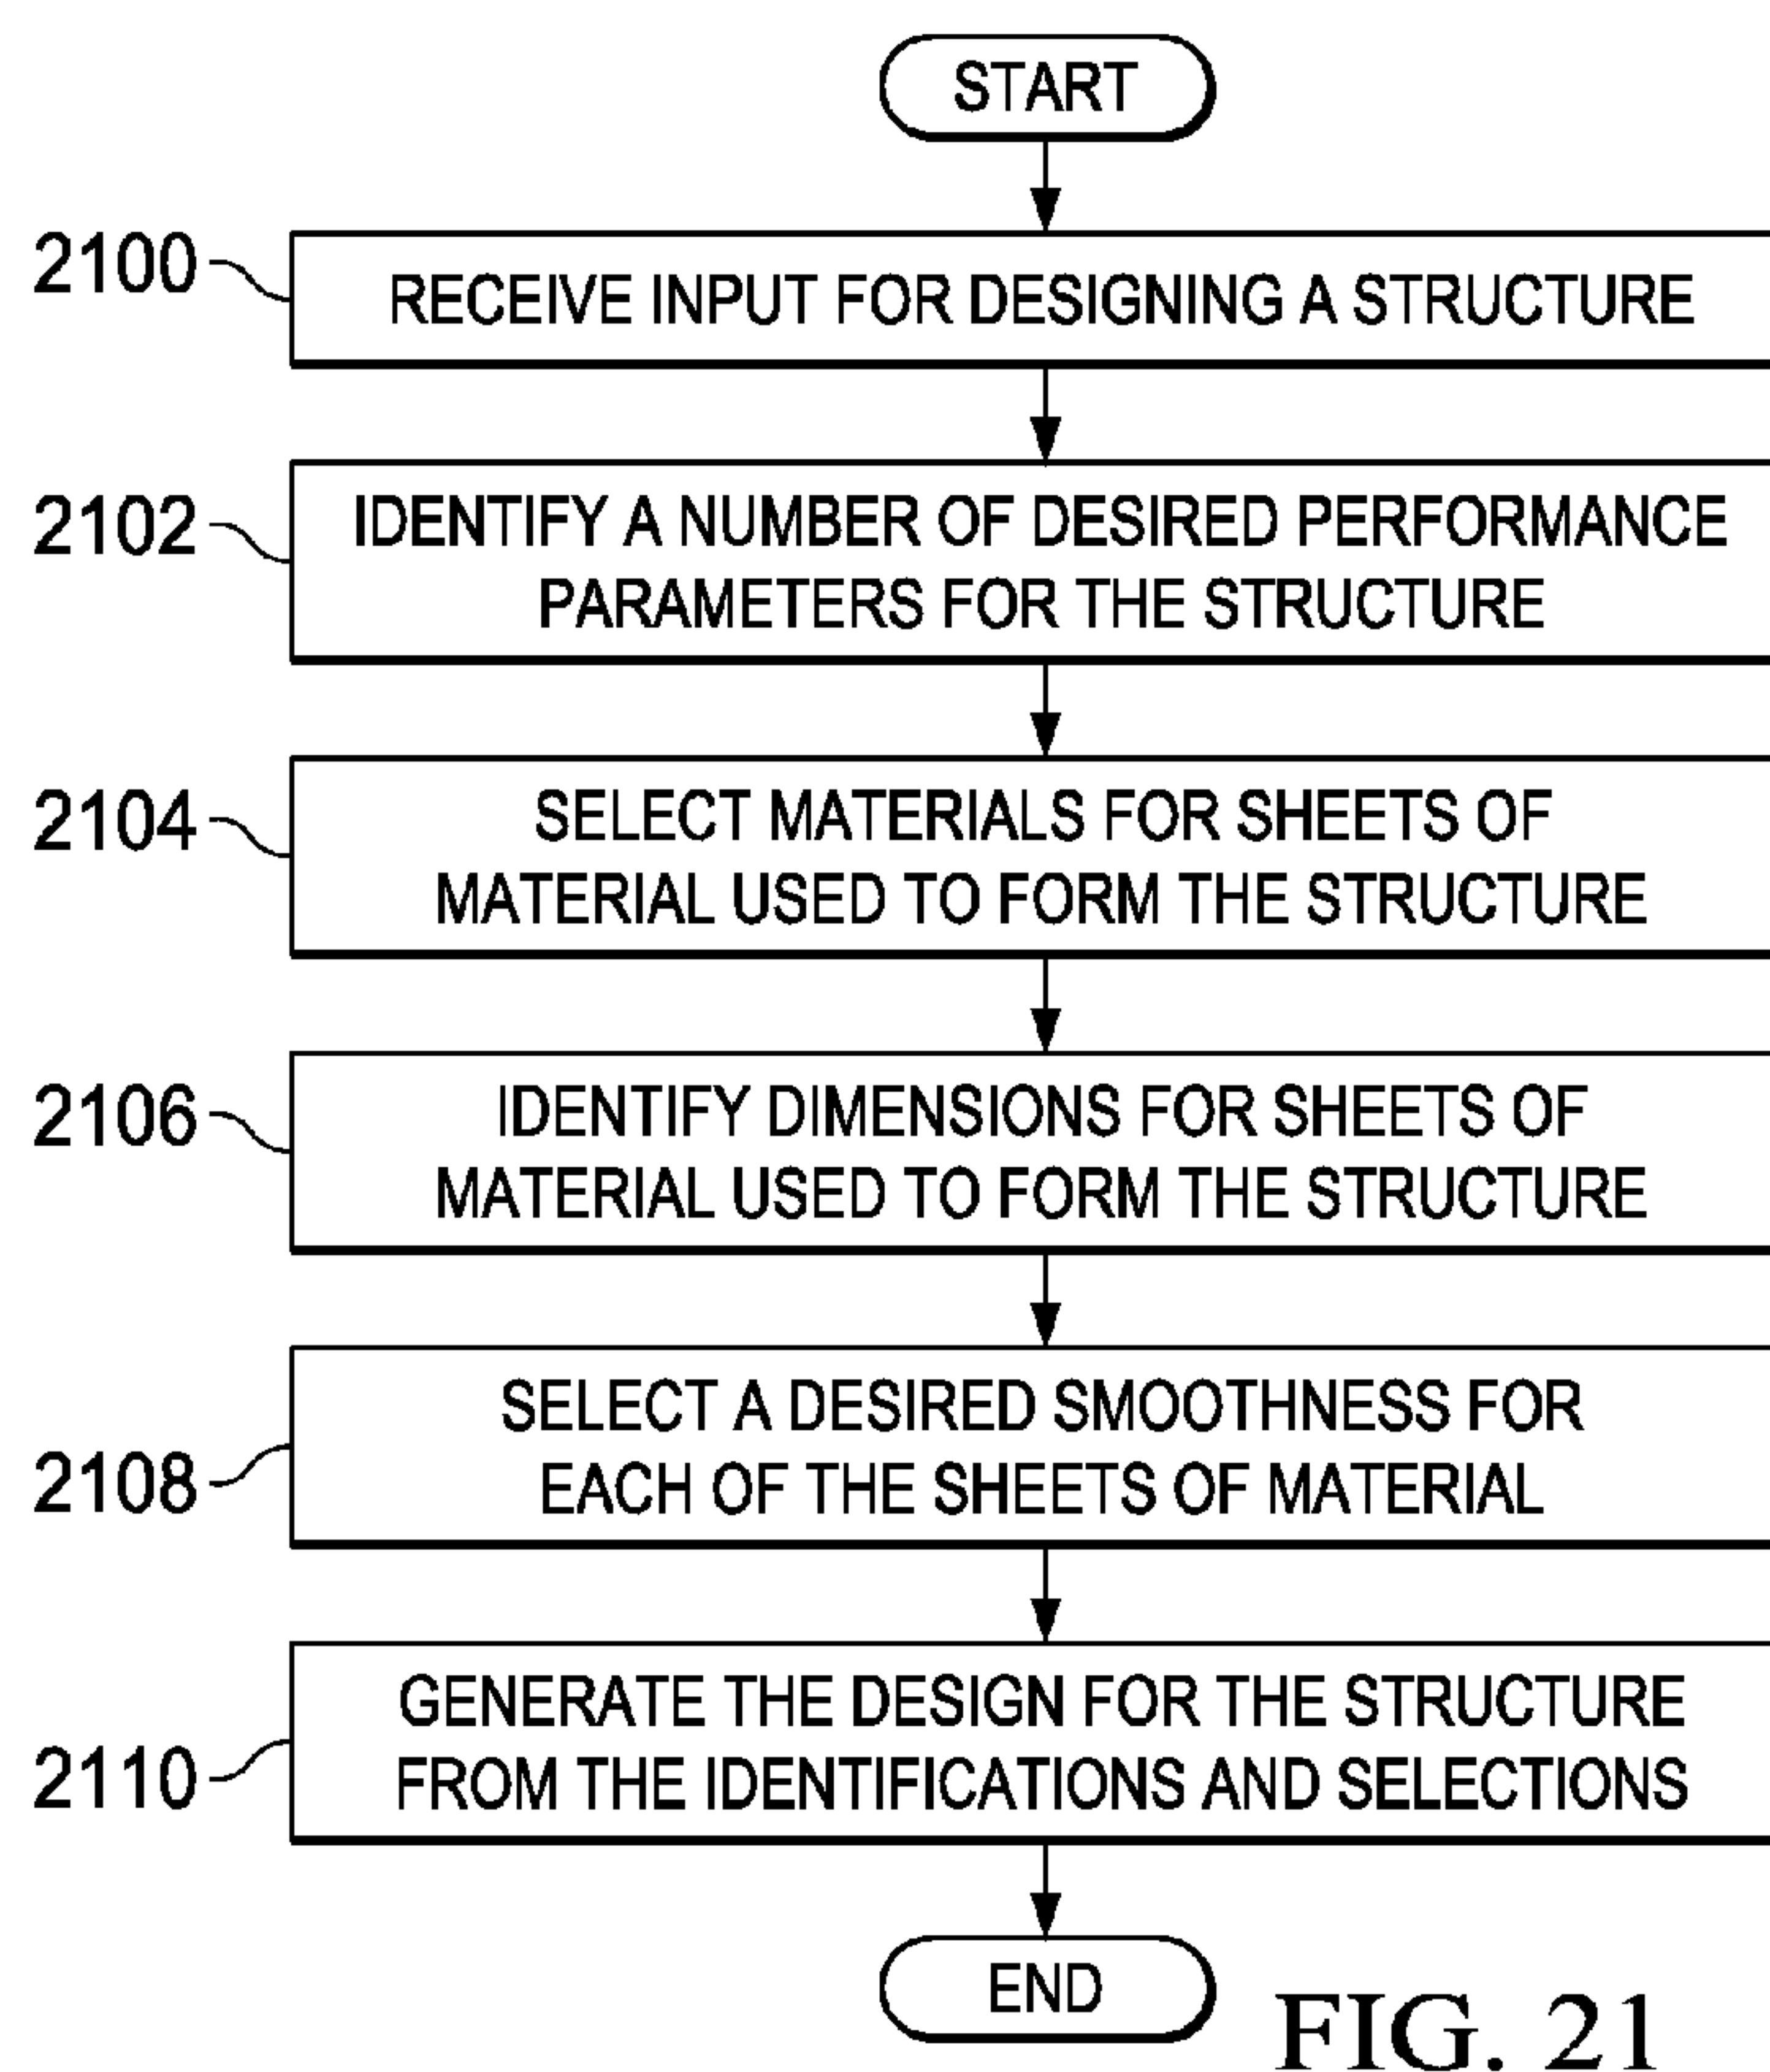 START
2100
RECEIVE INPUT FOR DESIGNING A STRUCTURE
2102
IDENTIFY A NUMBER OF DESIRED PERFORMANCE
PARAMETERS FOR THE STRUCTURE
2104
SELECT MATERIALS FOR SHEETS OF
MATERIAL USED TO FORM THE STRUCTURE
2106
IDENTIFY DIMENSIONS FOR SHEETS OF
MATERIAL USED TO FORM THE STRUCTURE
2108
SELECT A DESIRED SMOOTHNESS FOR
EACH OF THE SHEETS OF MATERIAL
2110
GENERATE THE DESIGN FOR THE STRUCTURE
FROM THE IDENTIFICATIONS AND SELECTIONS
END
FIG. 21